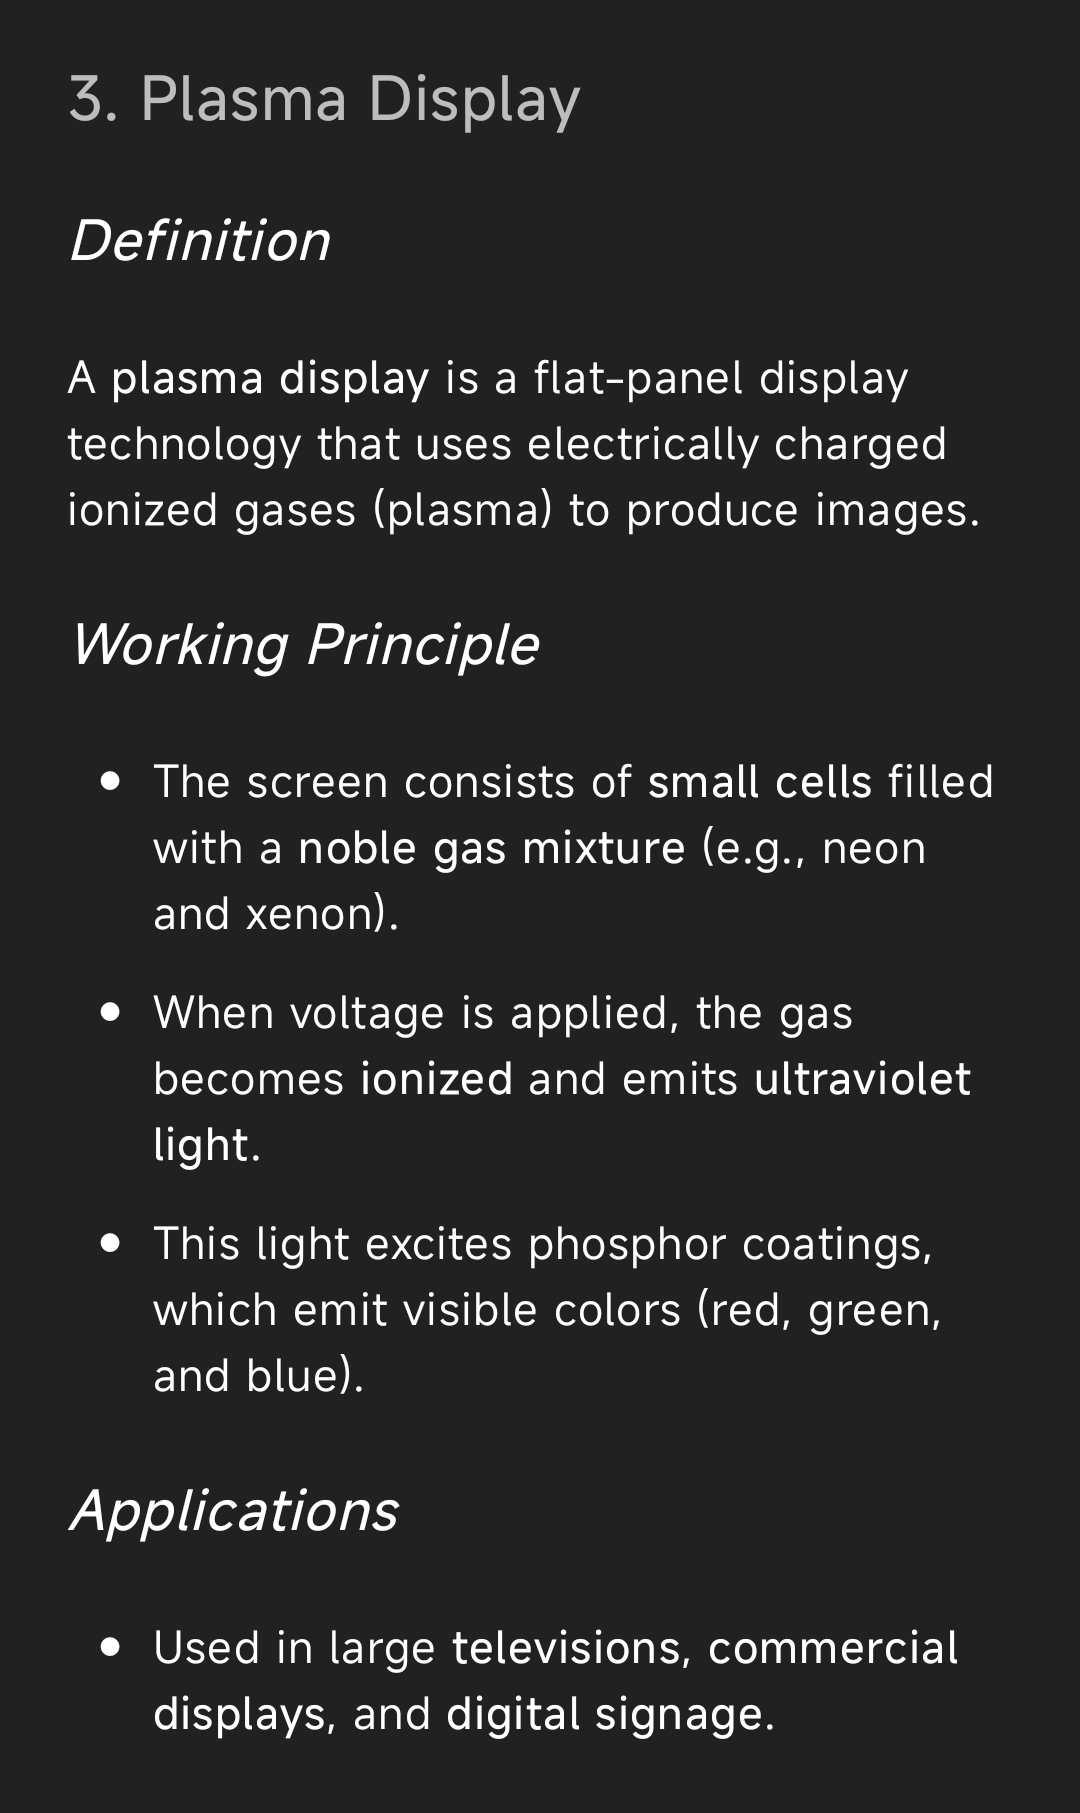 3. Plasma Display
Definition
A plasma display is a flat-panel display
technology that uses electrically charged
ionized gases (plasma) to produce images.
Working Principle
• The screen consists of small cells filled
with a noble gas mixture (e.g., neon
and xenon).
• When voltage is applied, the gas
becomes ionized and emits ultraviolet
light.
• This light excites phosphor coatings,
which emit visible colors (red, green,
and blue).
Applications
• Used in large televisions, commercial
displays, and digital signage.